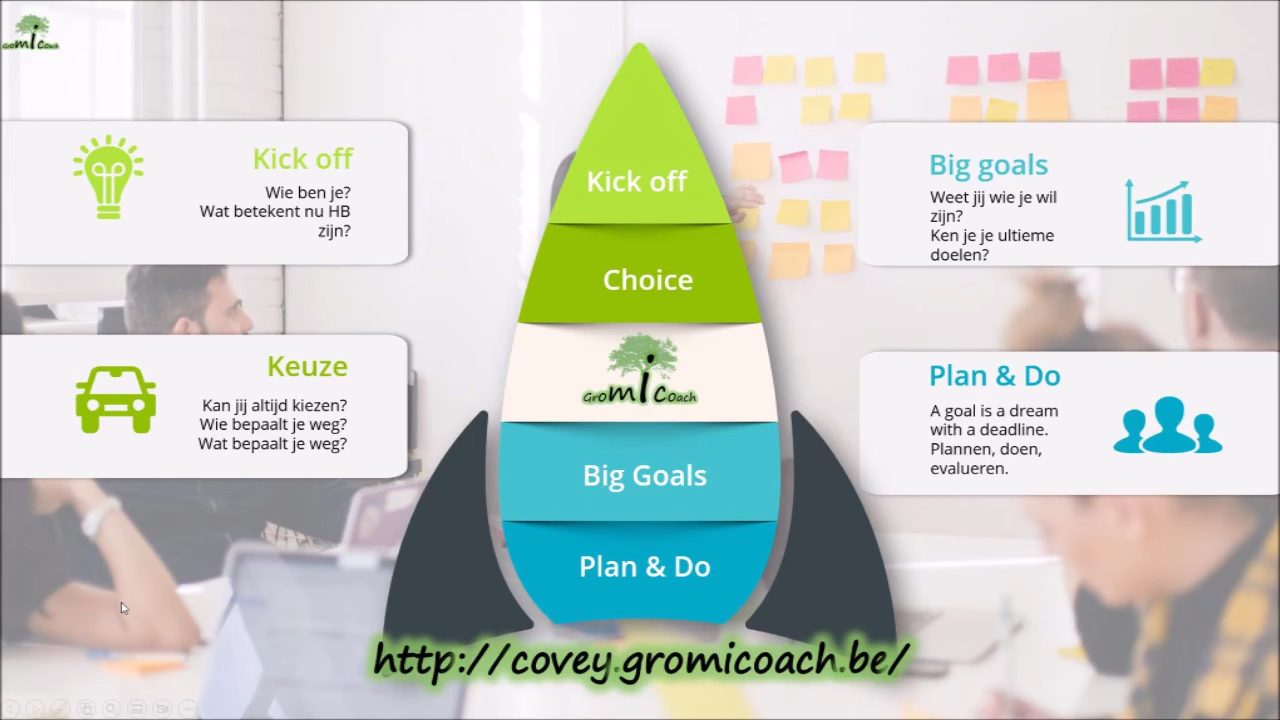 GroMiCoach
Kick off
Wie ben je?
Wat betekent nu HB
zijn?
Keuze
Kan jij altijd kiezen?
Wie bepaalt je weg?
Wat bepaalt je weg?
Kick off
Choice
GroMiCoach
Big Goals
Plan & Do
Big goals
Weet jij wie je wil
zijn?
Ken je je ultieme
doelen?
Plan & Do
A goal is a dream
with a deadline.
Plannen, doen,
evalueren.
http://covey.gromicoach.be/